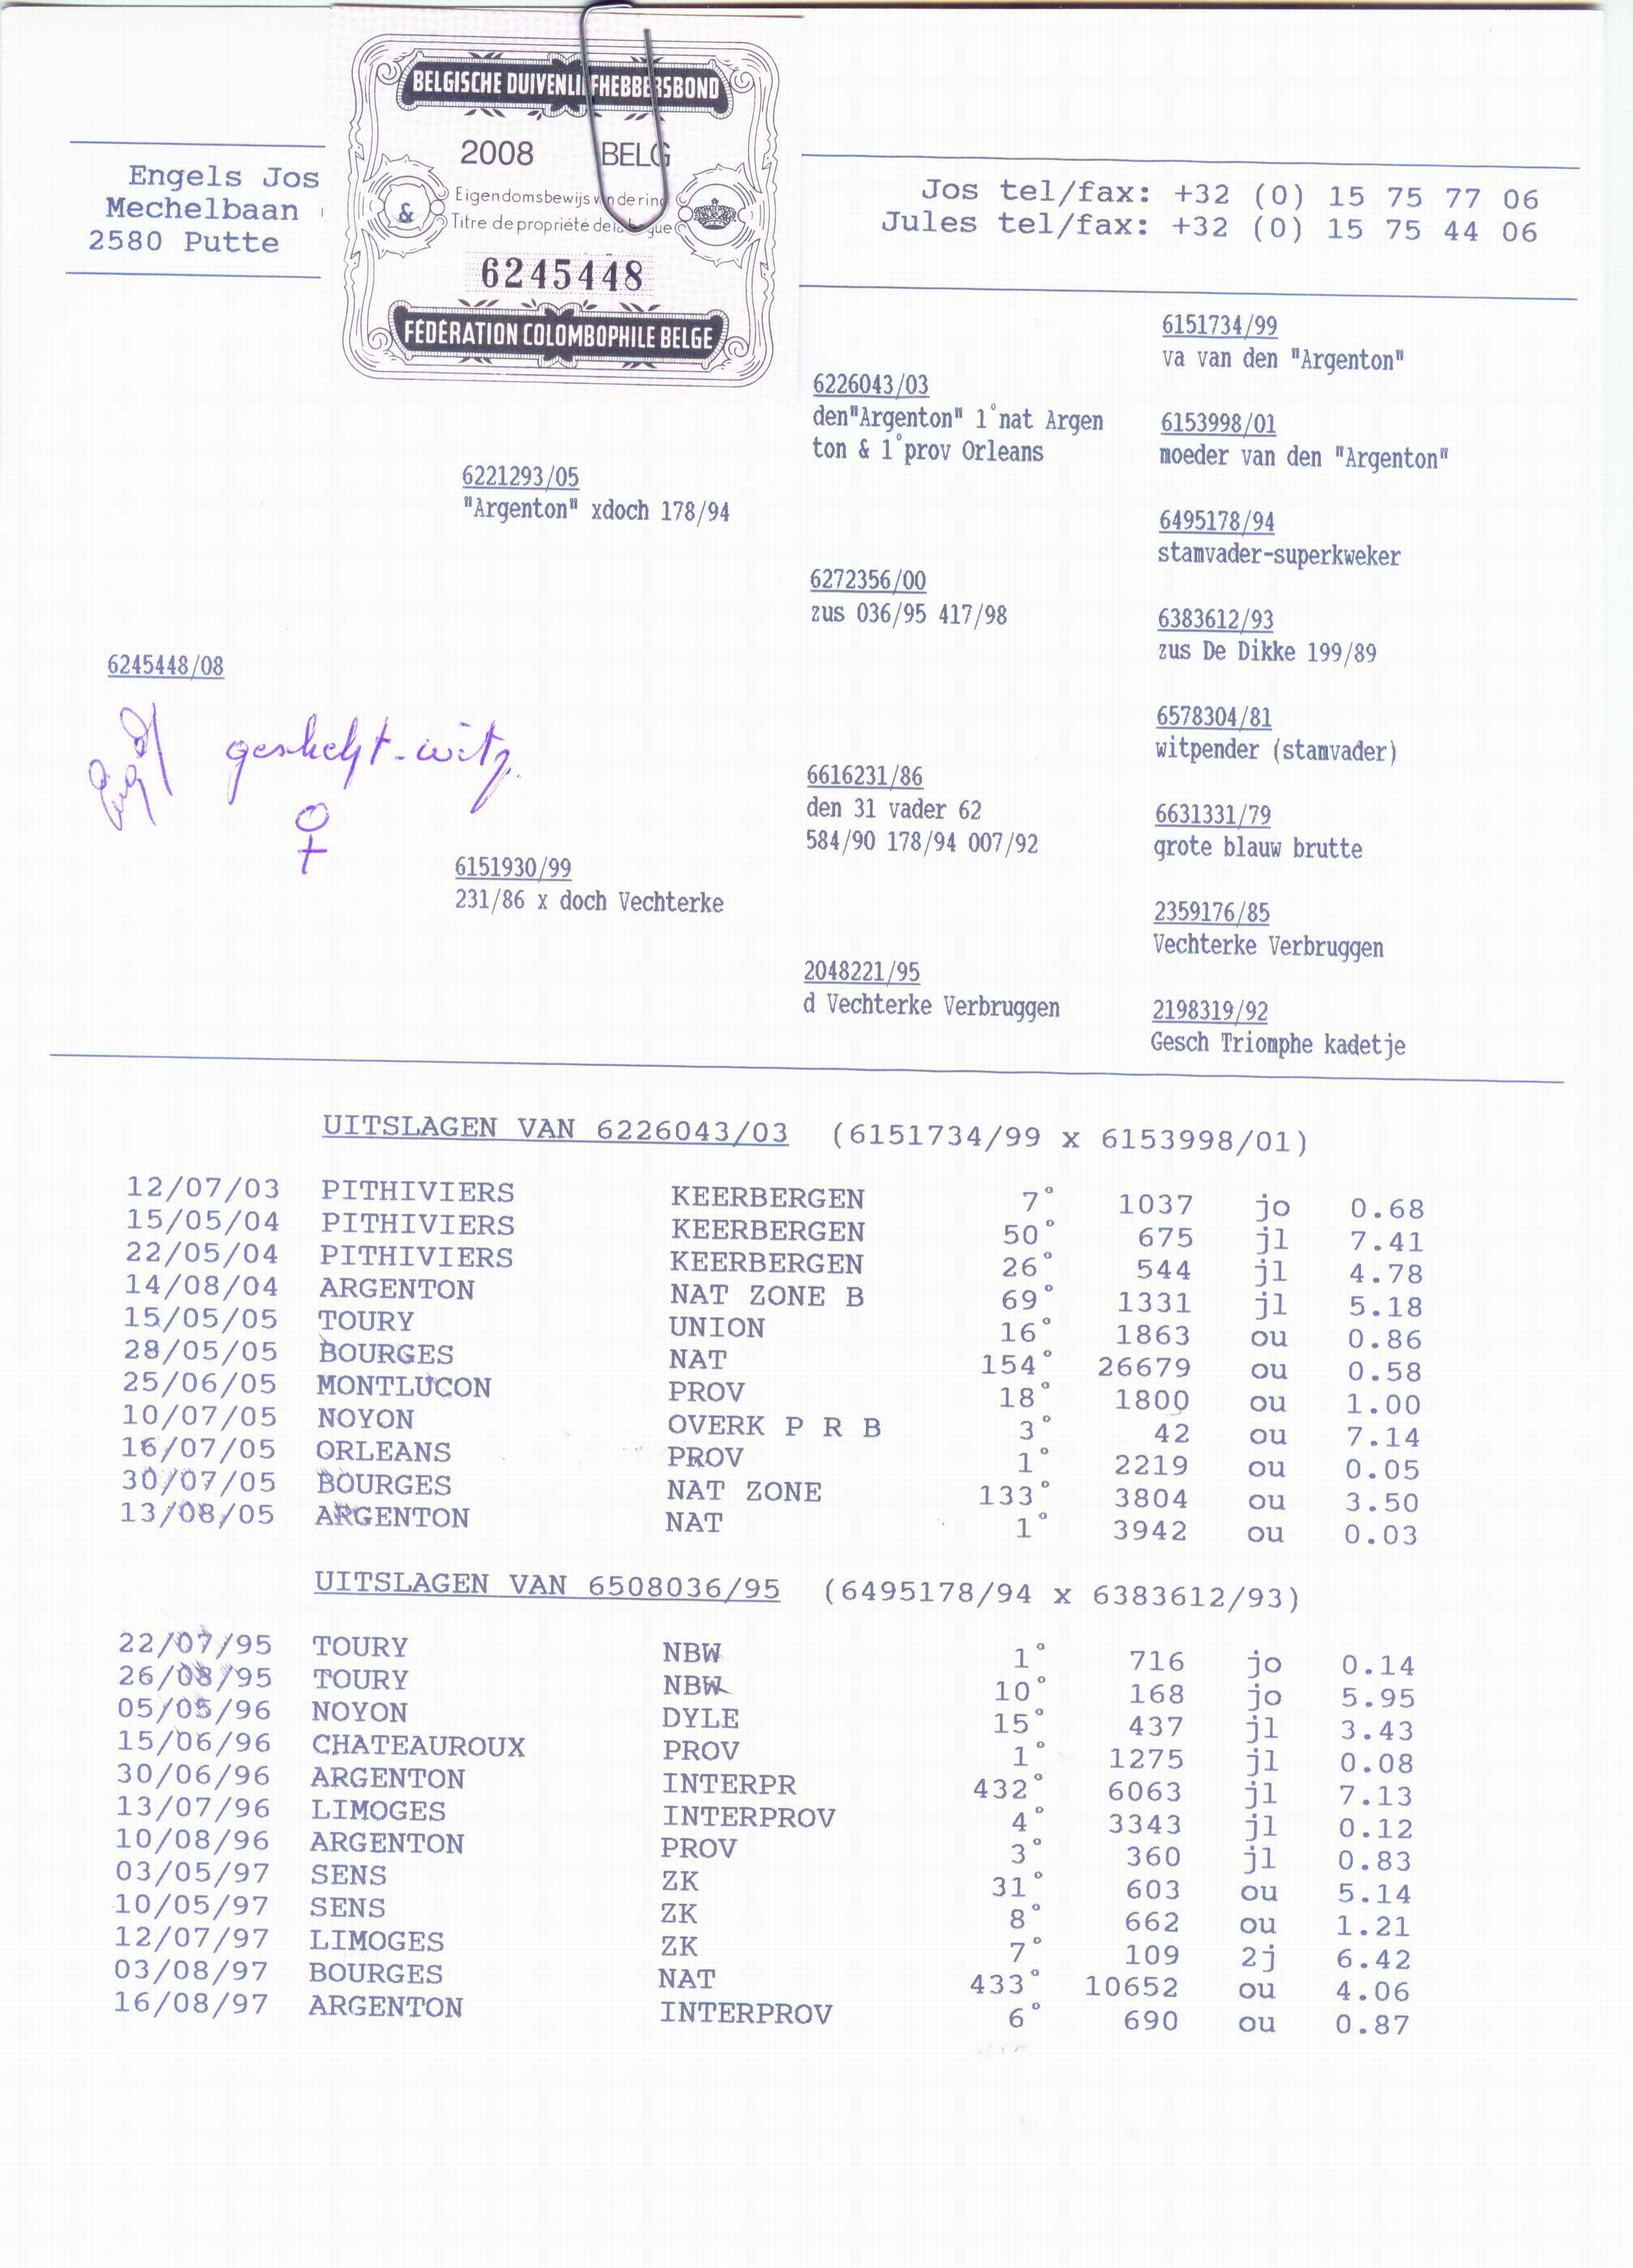 BELGISCHE DUIVENLIEFHEBBERSBOND
2008 BELG
Eigendomsbewijs van de ring
Titre de propriété de la bague
&
6245448
FÉDÉRATION COLOMBOPHILE BELGE
Engels Jos
Mechelbaan
2580 Putte
Jos tel/fax: +32 (0) 15 75 77 06
Jules tel/fax: +32 (0) 15 75 44 06
6245448/08
geshelpt-witp.
♀
6221293/05
"Argenton" xdoch 178/94
6151930/99
231/86 x doch Vechterke
6226043/03
den"Argenton" 1°nat Argen
ton & 1°prov Orleans
6272356/00
zus 036/95 417/98
6616231/86
den 31 vader 62
584/90 178/94 007/92
2048221/95
d Vechterke Verbruggen
6151734/99
va van den "Argenton"
6153998/01
moeder van den "Argenton"
6495178/94
stamvader-superkweker
6383612/93
zus De Dikke 199/89
6578304/81
witpender (stamvader)
6631331/79
grote blauw brutte
2359176/85
Vechterke Verbruggen
2198319/92
Gesch Triomphe kadetje
UITSLAGEN VAN 6226043/03 (6151734/99 x 6153998/01)
12/07/03 PITHIVIERS KEERBERGEN 7° 1037 jo 0.68
15/05/04 PITHIVIERS KEERBERGEN 50° 675 jl 7.41
22/05/04 PITHIVIERS KEERBERGEN 26° 544 jl 4.78
14/08/04 ARGENTON NAT ZONE B 69° 1331 jl 5.18
15/05/05 TOURY UNION 16° 1863 ou 0.86
28/05/05 BOURGES NAT 154° 26679 ou 0.58
25/06/05 MONTLUCON PROV 18° 1800 ou 1.00
10/07/05 NOYON OVERK P R B 3° 42 ou 7.14
16/07/05 ORLEANS PROV 1° 2219 ou 0.05
30/07/05 BOURGES NAT ZONE 133° 3804 ou 3.50
13/08/05 ARGENTON NAT 1° 3942 ou 0.03
UITSLAGEN VAN 6508036/95 (6495178/94 x 6383612/93)
22/07/95 TOURY NBW 1° 716 jo 0.14
26/08/95 TOURY NBW 10° 168 jo 5.95
05/05/96 NOYON DYLE 15° 437 jl 3.43
15/06/96 CHATEAUROUX PROV 1° 1275 jl 0.08
30/06/96 ARGENTON INTERPR 432° 6063 jl 7.13
13/07/96 LIMOGES INTERPROV 4° 3343 jl 0.12
10/08/96 ARGENTON PROV 3° 360 jl 0.83
03/05/97 SENS ZK 31° 603 ou 5.14
10/05/97 SENS ZK 8° 662 ou 1.21
12/07/97 LIMOGES ZK 7° 109 2j 6.42
03/08/97 BOURGES NAT 433° 10652 ou 4.06
16/08/97 ARGENTON INTERPROV 6° 690 ou 0.87